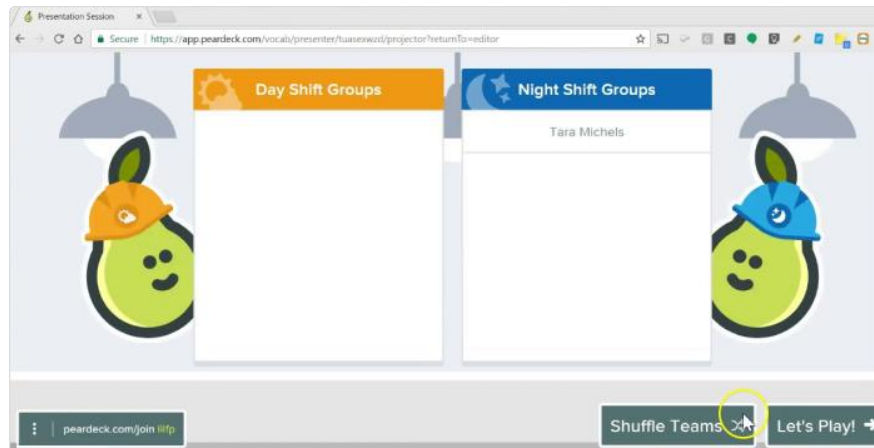 Presentation Session
Secure https://app.peardeck.com/vocab/presenter/tuasexwzd/projector?returnTo=editor
Day Shift Groups
Night Shift Groups
Tara Michels
peardeck.com/join lilfp
Shuffle Teams
Let's Play!